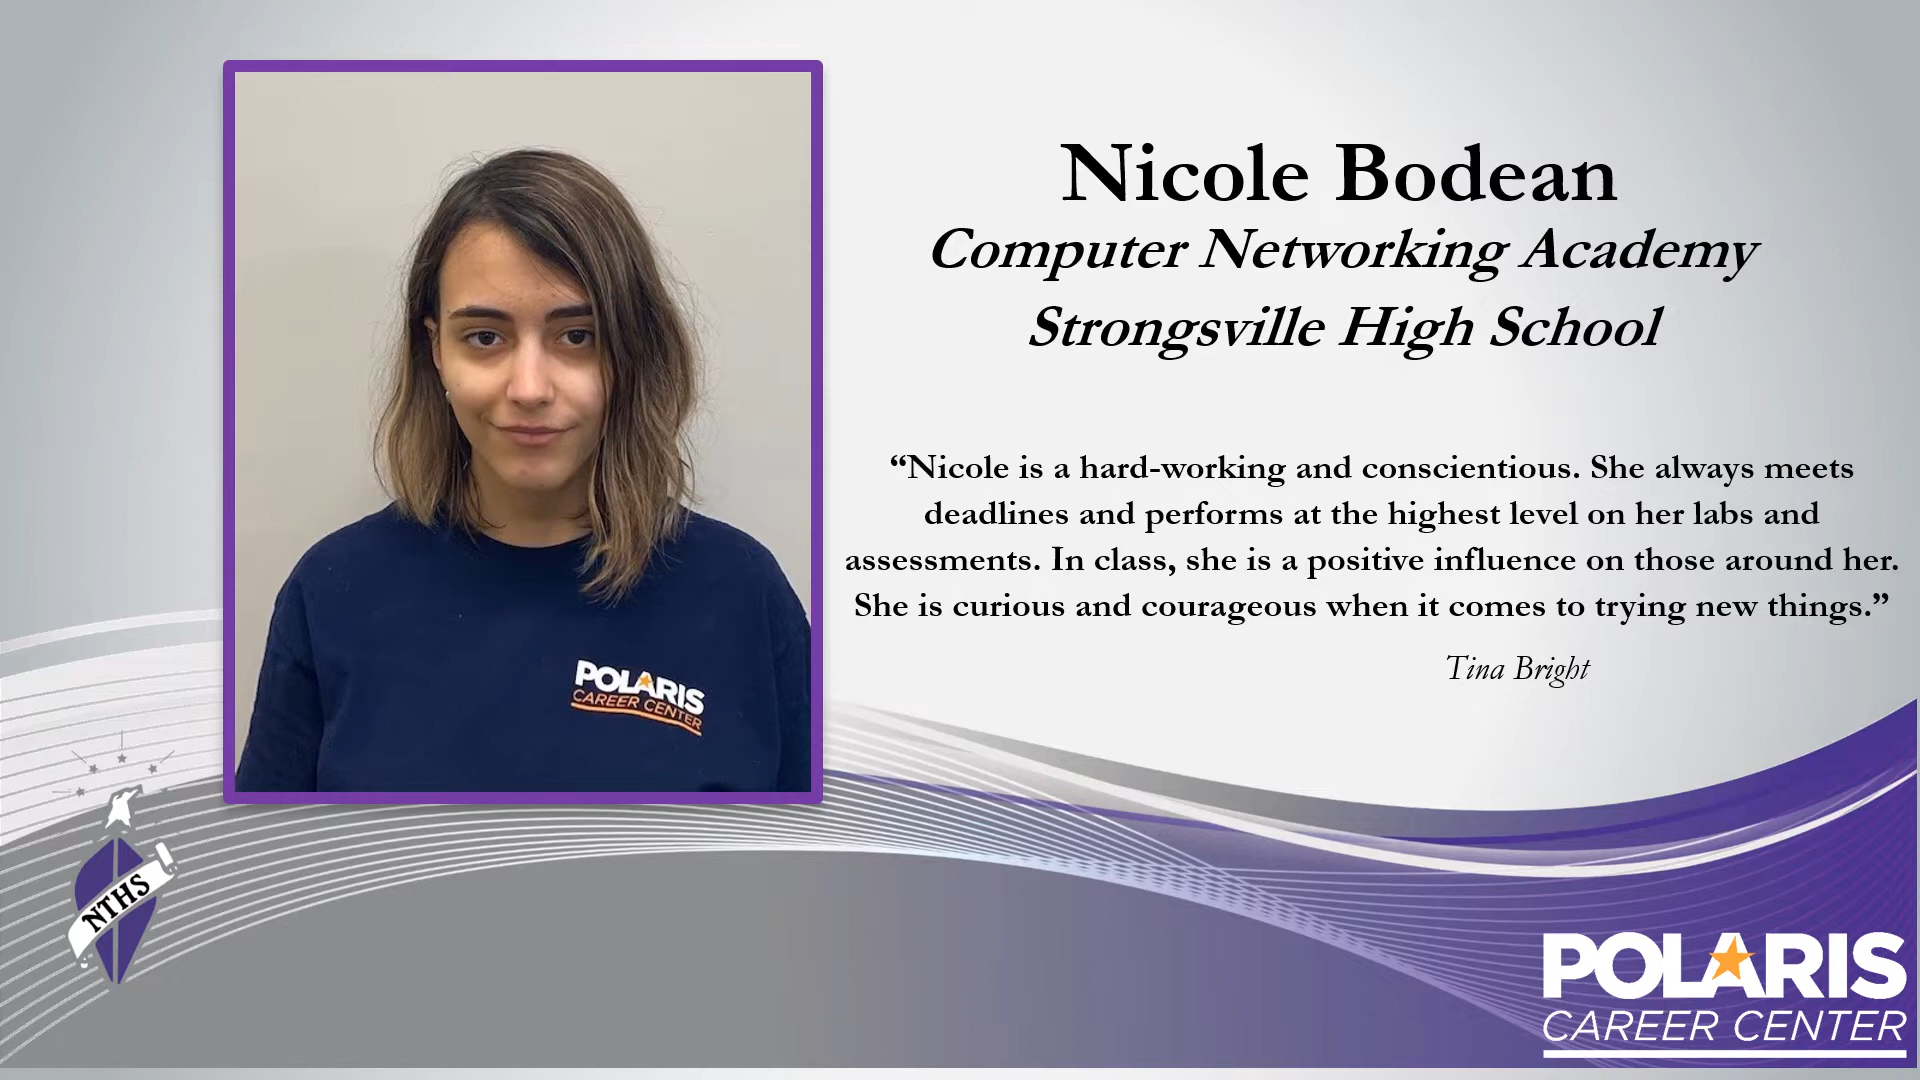 Nicole Bodean
Computer Networking Academy
Strongsville High School
“Nicole is a hard-working and conscientious. She always meets
deadlines and performs at the highest level on her labs and
assessments. In class, she is a positive influence on those around her.
She is curious and courageous when it comes to trying new things.”
Tina Bright
POLARIS
CAREER CENTER
NTHS
POLARIS
CAREER CENTER